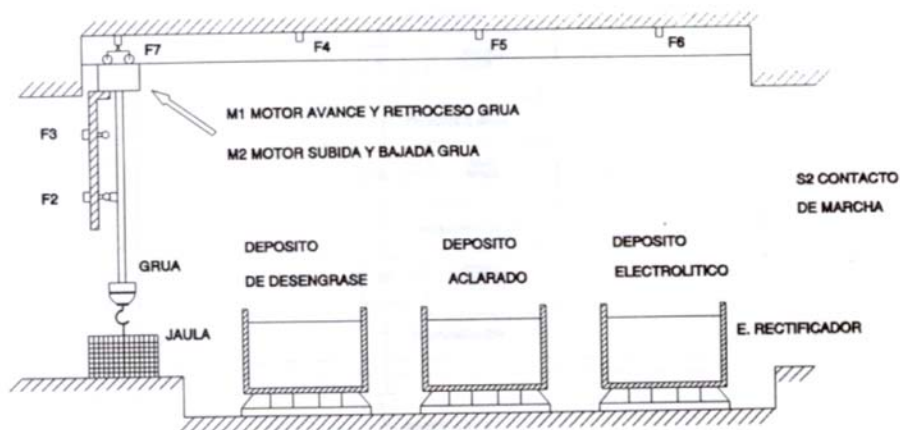 F7
F4
F5
F6
M1 MOTOR AVANCE Y RETROCESO GRUA
F3
M2 MOTOR SUBIDA Y BAJADA GRUA
F2
S2 CONTACTO
DE MARCHA
DEPOSITO
DE DESENGRASE
DEPOSITO
ACLARADO
DEPOSITO
ELECTROLITICO
GRUA
JAULA
E. RECTIFICADOR